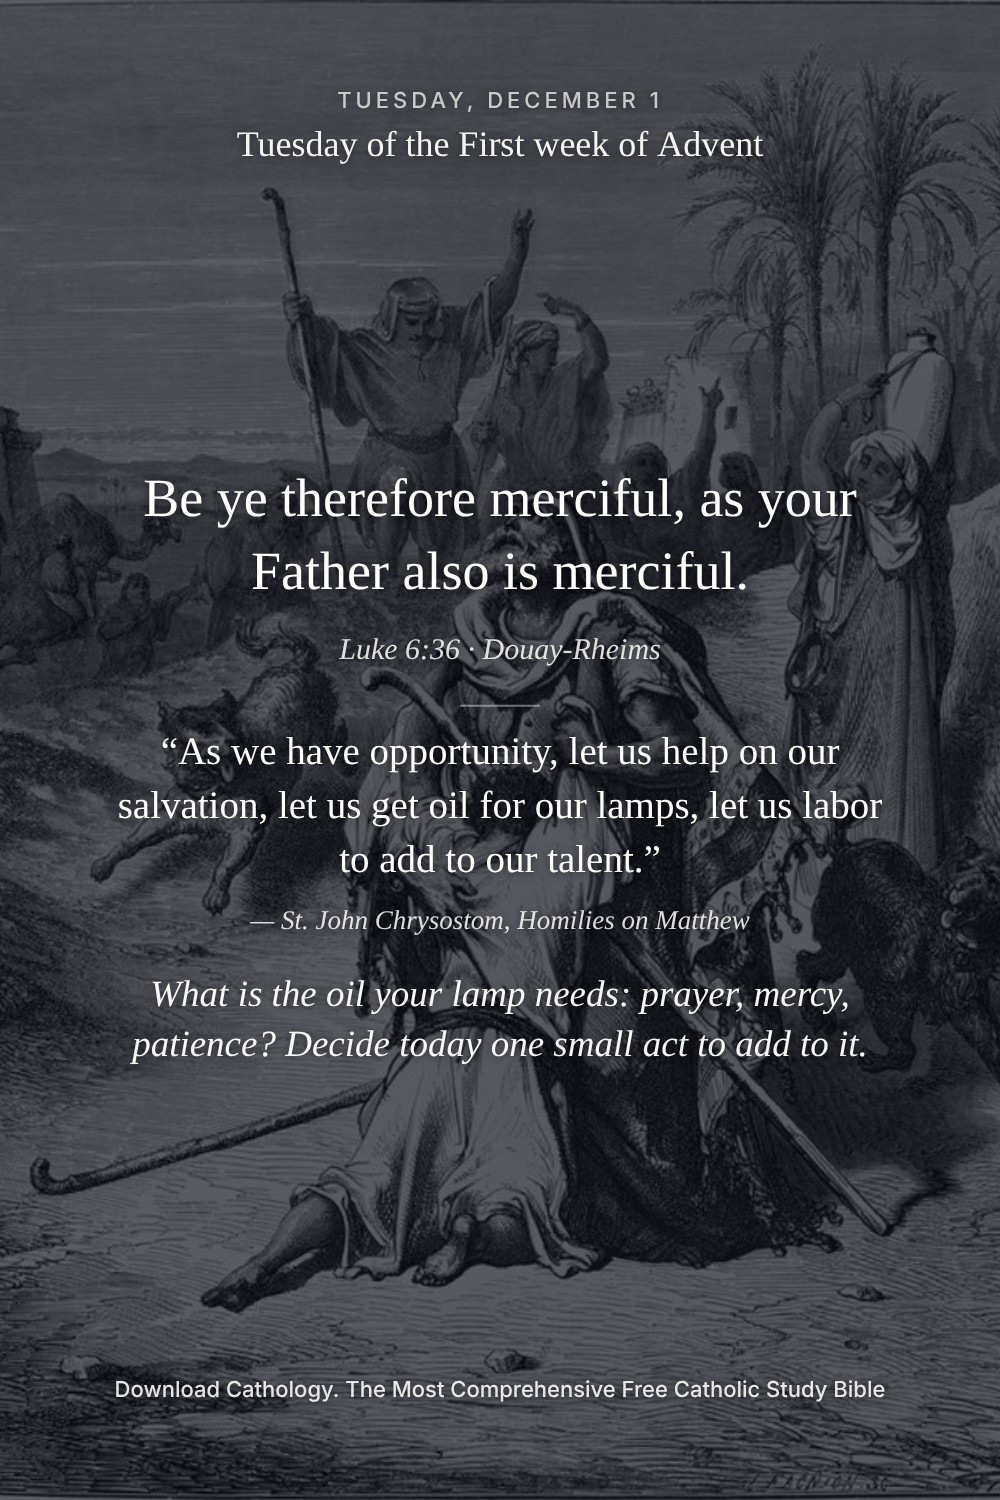 TUESDAY, DECEMBER 1
Tuesday of the First week of Advent
Be ye therefore merciful, as your
Father also is merciful.
Luke 6:36 · Douay-Rheims
“As we have opportunity, let us help on our
salvation, let us get oil for our lamps, let us labor
to add to our talent.”
— St. John Chrysostom, Homilies on Matthew
What is the oil your lamp needs: prayer, mercy,
patience? Decide today one small act to add to it.
Download Cathology. The Most Comprehensive Free Catholic Study Bible